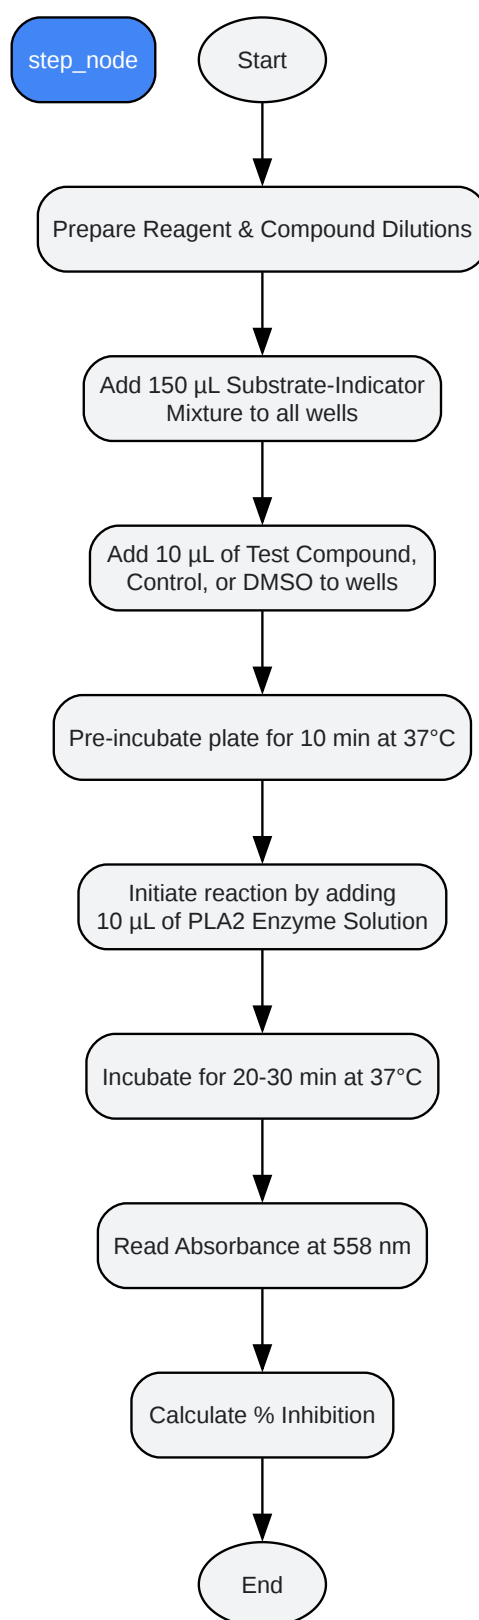 step_node
Start
Prepare Reagent & Compound Dilutions
Add 150 µL Substrate-Indicator
Mixture to all wells
Add 10 µL of Test Compound,
Control, or DMSO to wells
Pre-incubate plate for 10 min at 37°C
Initiate reaction by adding
10 µL of PLA2 Enzyme Solution
Incubate for 20-30 min at 37°C
Read Absorbance at 558 nm
Calculate % Inhibition
End